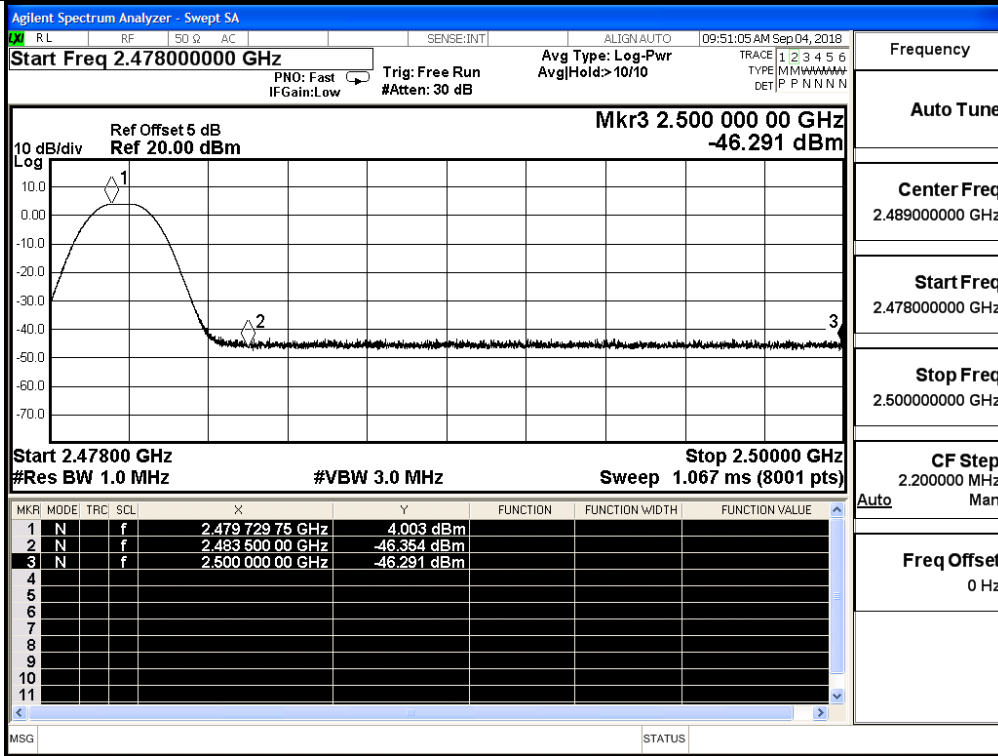 Agilent Spectrum Analyzer - Swept SA
LXI RL RF 50 Ω AC SENSE:INT ALIGN AUTO 09:51:05 AM Sep 04, 2018
Start Freq 2.478000000 GHz
PNO: Fast
IFGain:Low
Trig: Free Run
#Atten: 30 dB
Avg Type: Log-Pwr
Avg|Hold:>10/10
TRACE 1 2 3 4 5 6
TYPE M M W W W W
DET P P N N N N
Ref Offset 5 dB
10 dB/div Ref 20.00 dBm
Log
Mkr3 2.500 000 00 GHz
-46.291 dBm
10.0
0.00
-10.0
-20.0
-30.0
-40.0
-50.0
-60.0
-70.0
1
2
3
Start 2.47800 GHz Stop 2.50000 GHz
#Res BW 1.0 MHz #VBW 3.0 MHz Sweep 1.067 ms (8001 pts)
MKR MODE TRC SCL X Y FUNCTION FUNCTION WIDTH FUNCTION VALUE
1 N f 2.479 729 75 GHz 4.003 dBm
2 N f 2.483 500 00 GHz -46.354 dBm
3 N f 2.500 000 00 GHz -46.291 dBm
4
5
6
7
8
9
10
11
MSG STATUS
Frequency
Auto Tune
Center Freq
2.489000000 GHz
Start Freq
2.478000000 GHz
Stop Freq
2.500000000 GHz
CF Step
2.200000 MHz
Auto Man
Freq Offset
0 Hz